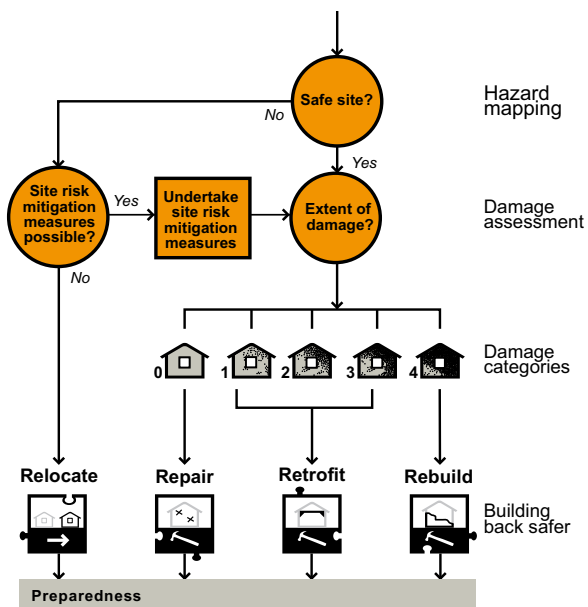 Safe site?
Hazard
mapping
No
Yes
Site risk
mitigation
measures
possible?
Yes
Undertake
site risk
mitigation
measures
Extent of
damage?
Damage
assessment
No
0
1
2
3
4
Damage
categories
Relocate
Repair
Retrofit
Rebuild
Building
back safer
Preparedness